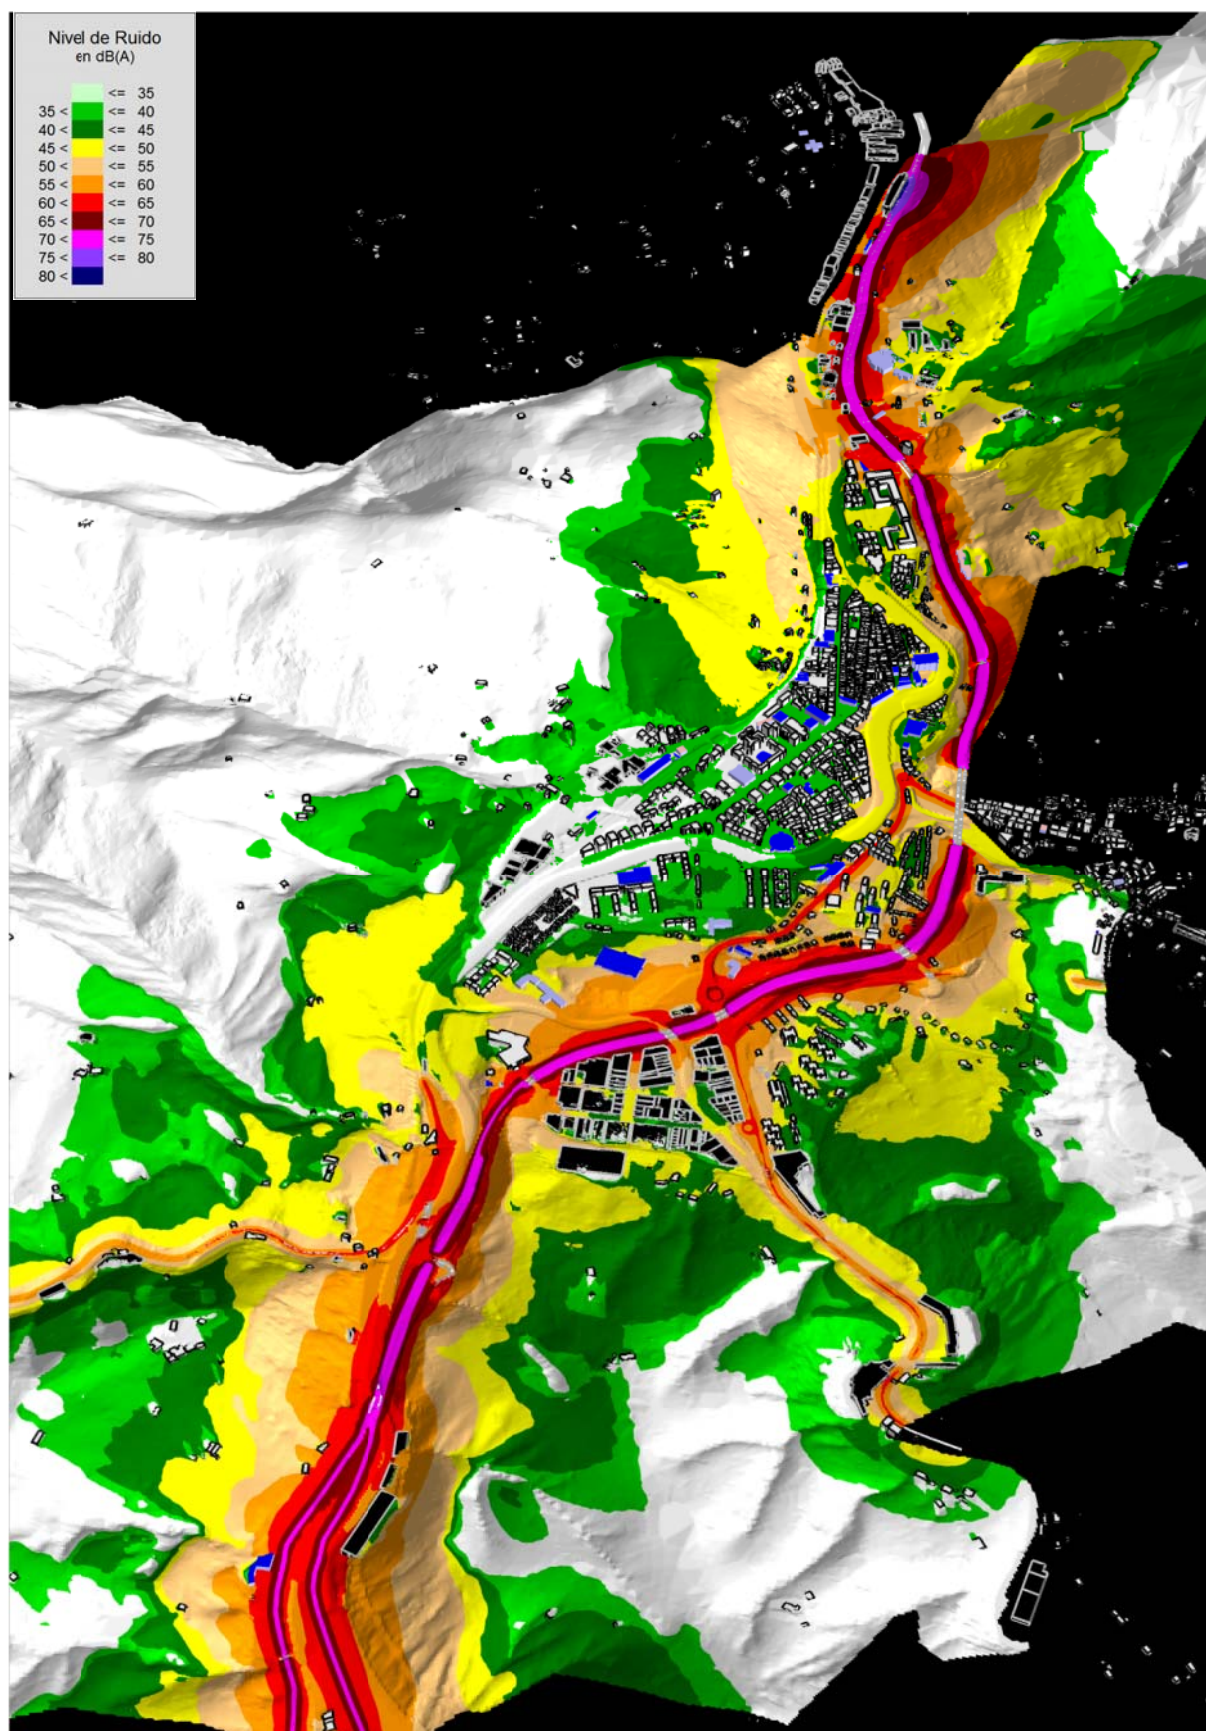 Nivel de Ruido
en dB(A)
<= 35
35 < <= 40
40 < <= 45
45 < <= 50
50 < <= 55
55 < <= 60
60 < <= 65
65 < <= 70
70 < <= 75
75 < <= 80
80 <